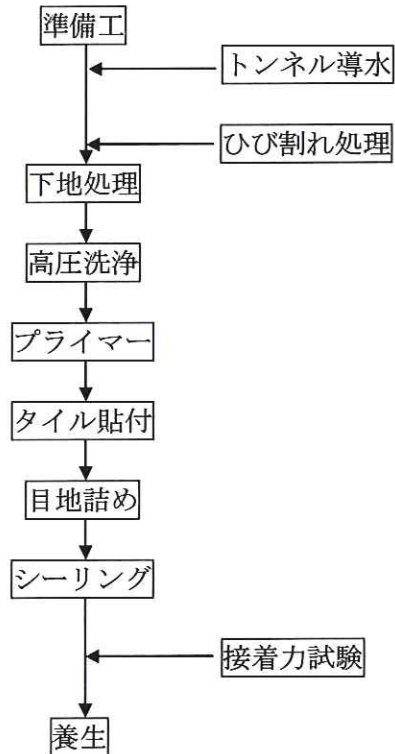 準備工
トンネル導水
ひび割れ処理
下地処理
高圧洗浄
プライマー
タイル貼付
目地詰め
シーリング
接着力試験
養生